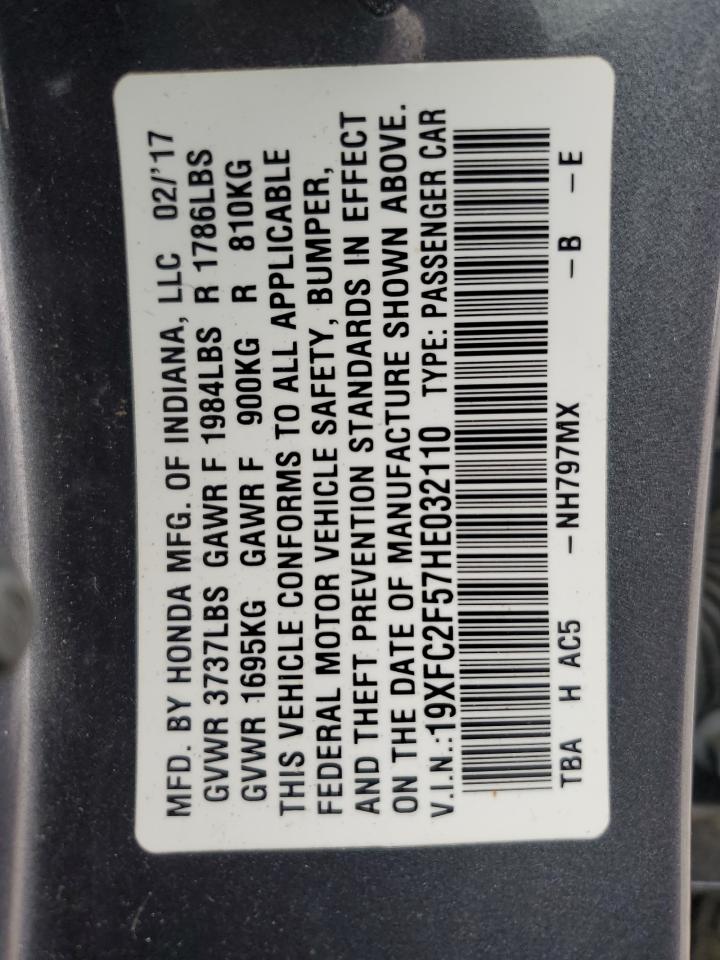 MFD. BY HONDA MFG. OF INDIANA, LLC 02/'17
GVWR 3737LBS GAWR F 1984LBS R 1786LBS
GVWR 1695KG GAWR F 900KG R 810KG
THIS VEHICLE CONFORMS TO ALL APPLICABLE
FEDERAL MOTOR VEHICLE SAFETY, BUMPER,
AND THEFT PREVENTION STANDARDS IN EFFECT
ON THE DATE OF MANUFACTURE SHOWN ABOVE.
V.I.N.:19XFC2F57HE032110 TYPE: PASSENGER CAR
TBA H AC5 -NH797MX -B -E